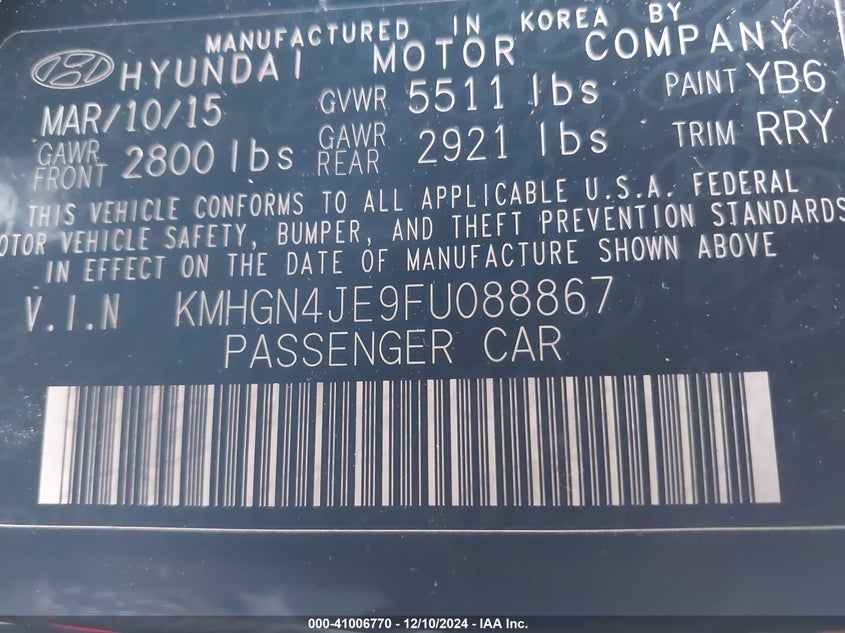 MANUFACTURED IN KOREA BY
HYUNDAI MOTOR COMPANY
MAR/10/15 GVWR 5511 lbs PAINT YB6
GAWR FRONT 2800 lbs GAWR REAR 2921 lbs TRIM RRY
THIS VEHICLE CONFORMS TO ALL APPLICABLE U.S.A. FEDERAL
OTOR VEHICLE SAFETY, BUMPER, AND THEFT PREVENTION STANDARDS
IN EFFECT ON THE DATE OF MANUFACTURE SHOWN ABOVE
V.I.N KMHGN4JE9FU088867
PASSENGER CAR
000-41006770 - 12/10/2024 - IAA Inc.